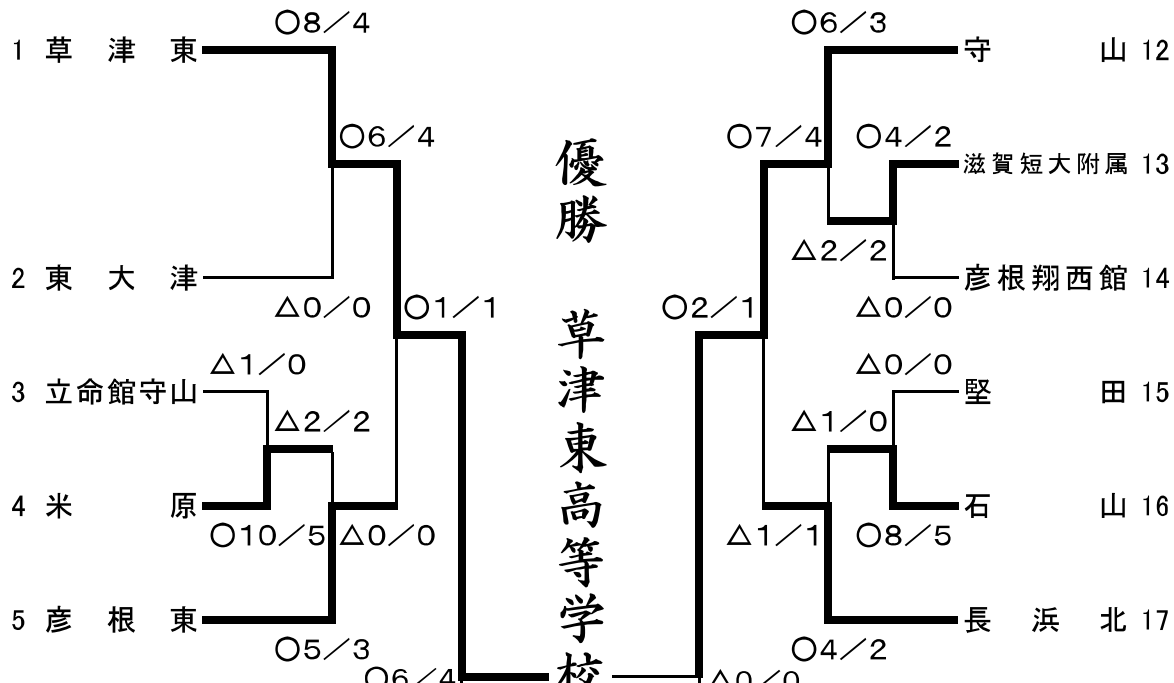 ○8／4
1 草津東
○6／4
2 東大津
△0／0
○1／1
△1／0
3 立命館守山
△2／2
4 米原
○10／5
△0／0
5 彦根東
○5／3
○6／4
優勝 草津東高等学校
○6／3
守山 12
○7／4
○4／2
滋賀短大附属 13
△2／2
彦根翔西館 14
△0／0
○2／1
△0／0
堅田 15
△1／0
石山 16
△1／1
○8／5
長浜北 17
○4／2
△0／0